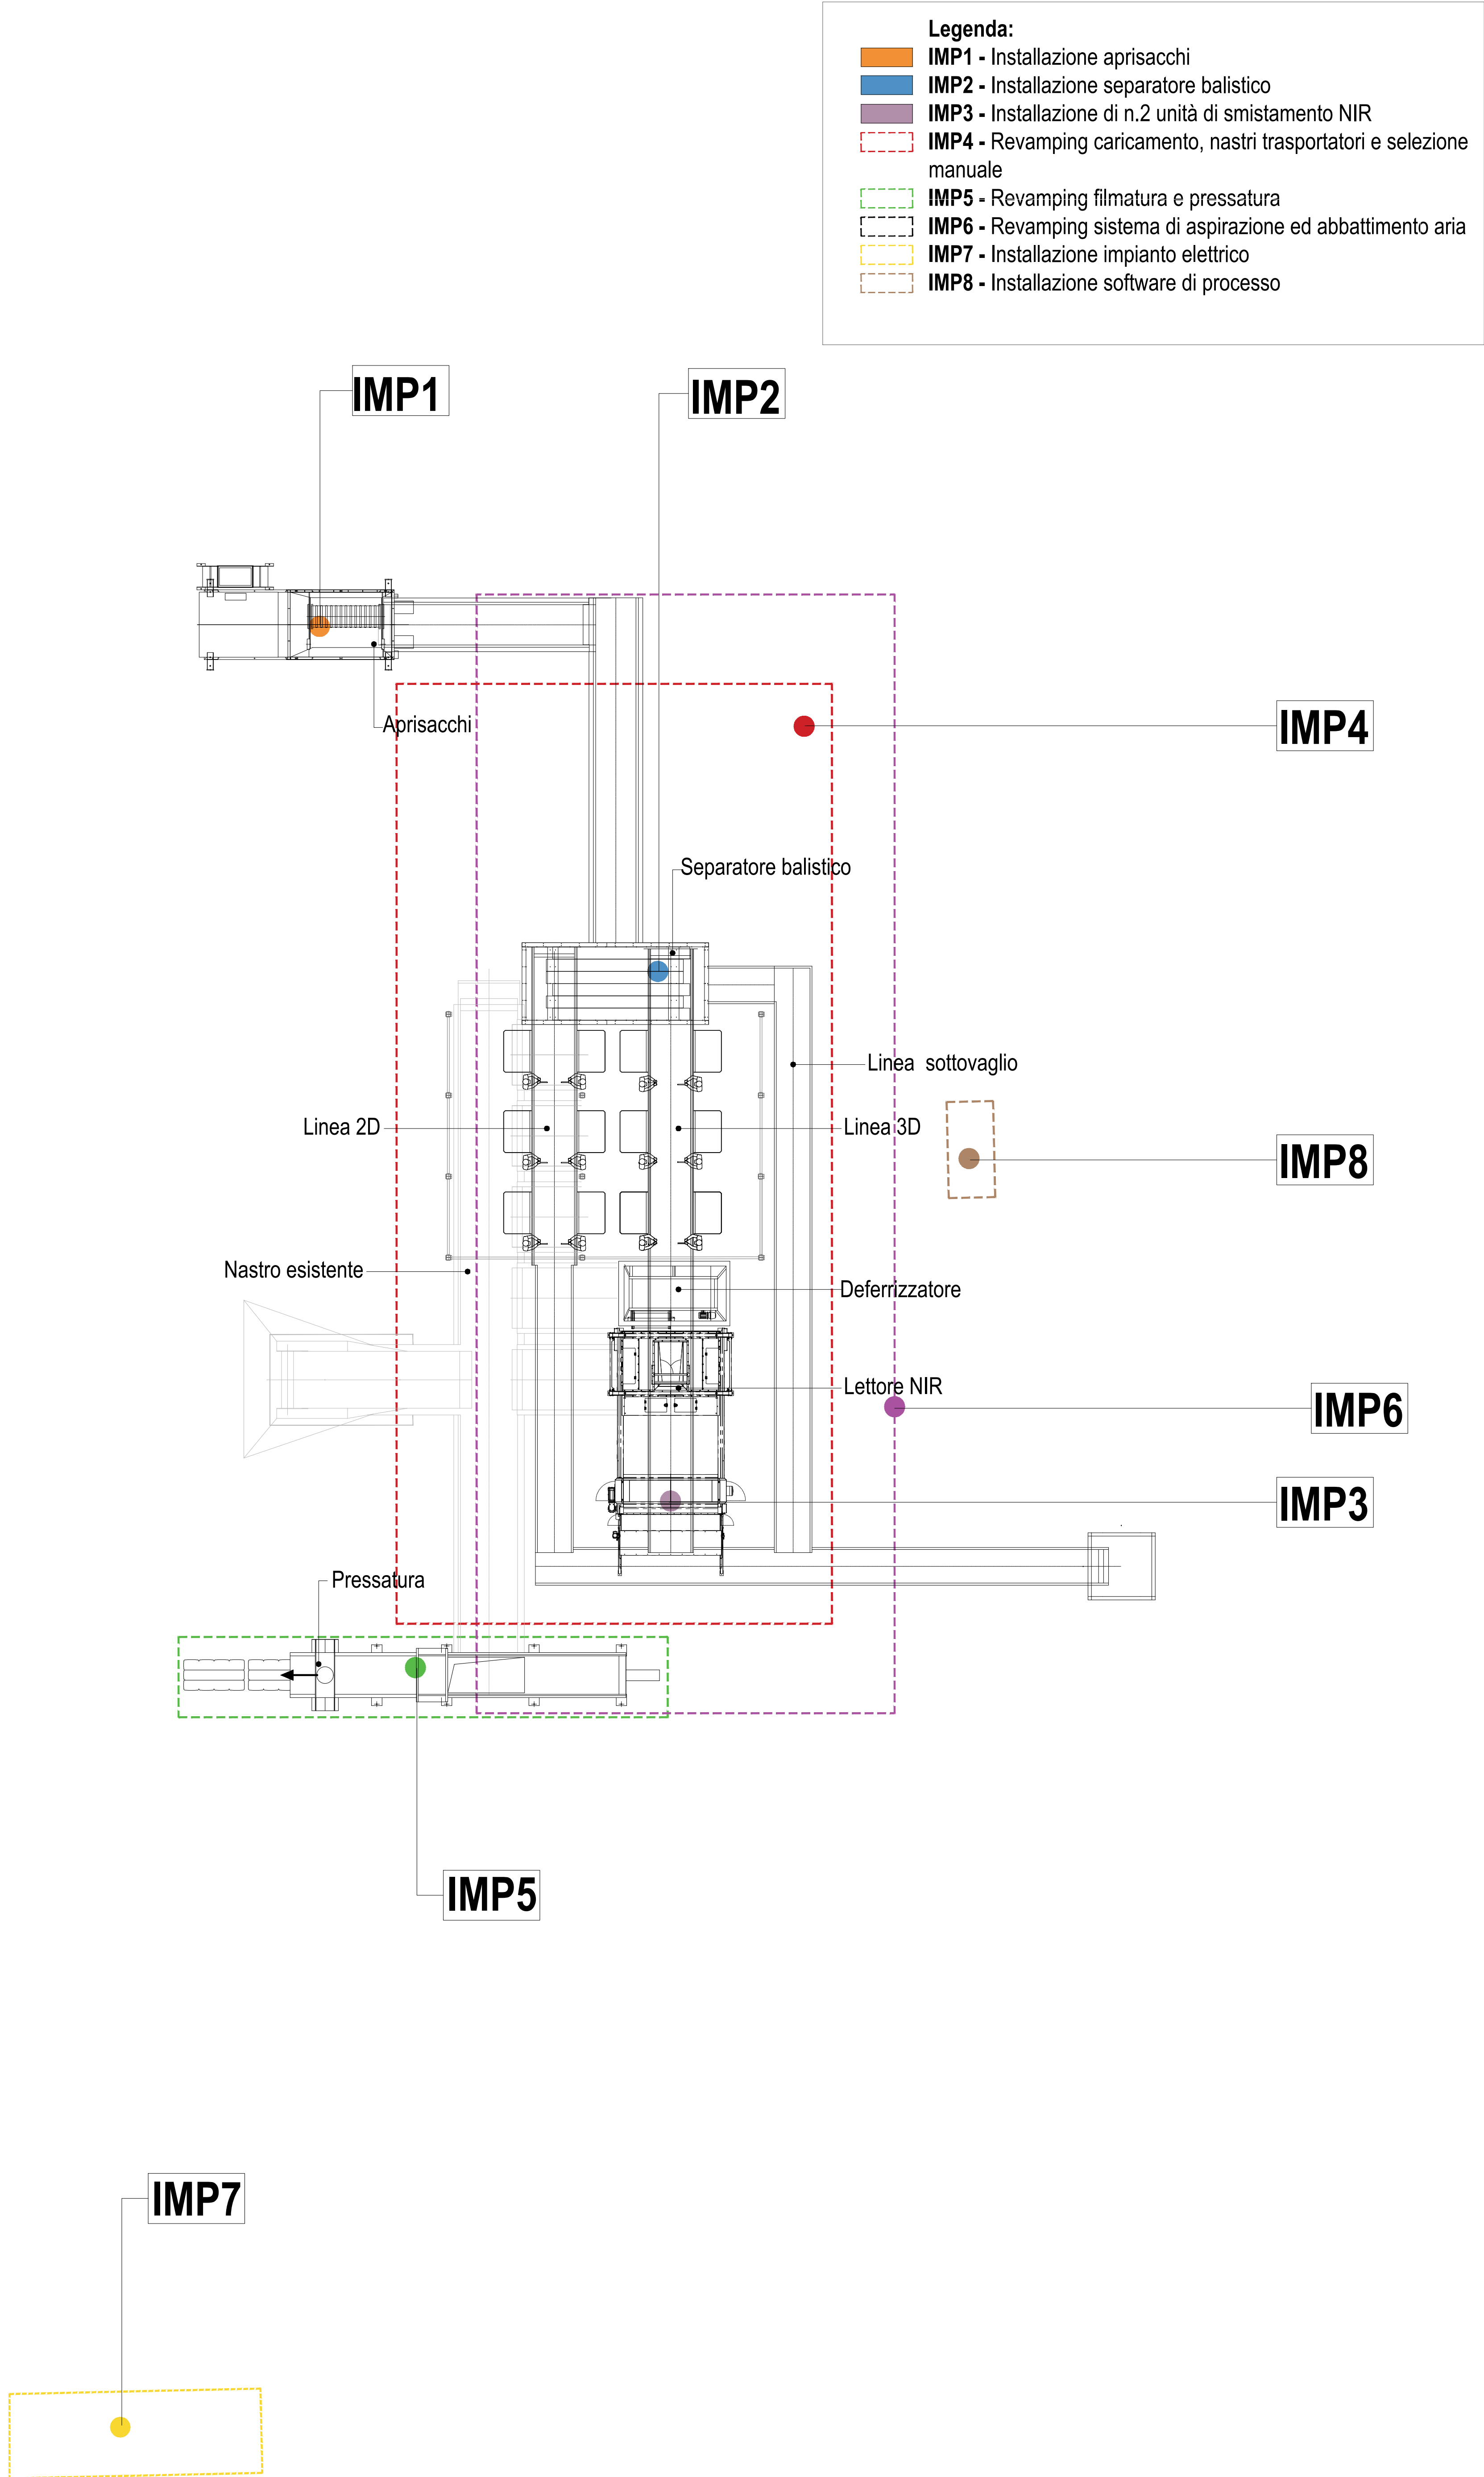 Legenda:
IMP1 - Installazione aprisacchi
IMP2 - Installazione separatore balistico
IMP3 - Installazione di n.2 unità di smistamento NIR
IMP4 - Revamping caricamento, nastri trasportatori e selezione
manuale
IMP5 - Revamping filmatura e pressatura
IMP6 - Revamping sistema di aspirazione ed abbattimento aria
IMP7 - Installazione impianto elettrico
IMP8 - Installazione software di processo
IMP1
IMP2
Aprisacchi
IMP4
Separatore balistico
Linea sottovaglio
Linea 2D
Linea 3D
IMP8
Nastro esistente
Deferrizzatore
Lettore NIR
IMP6
IMP3
Pressatura
IMP5
IMP7